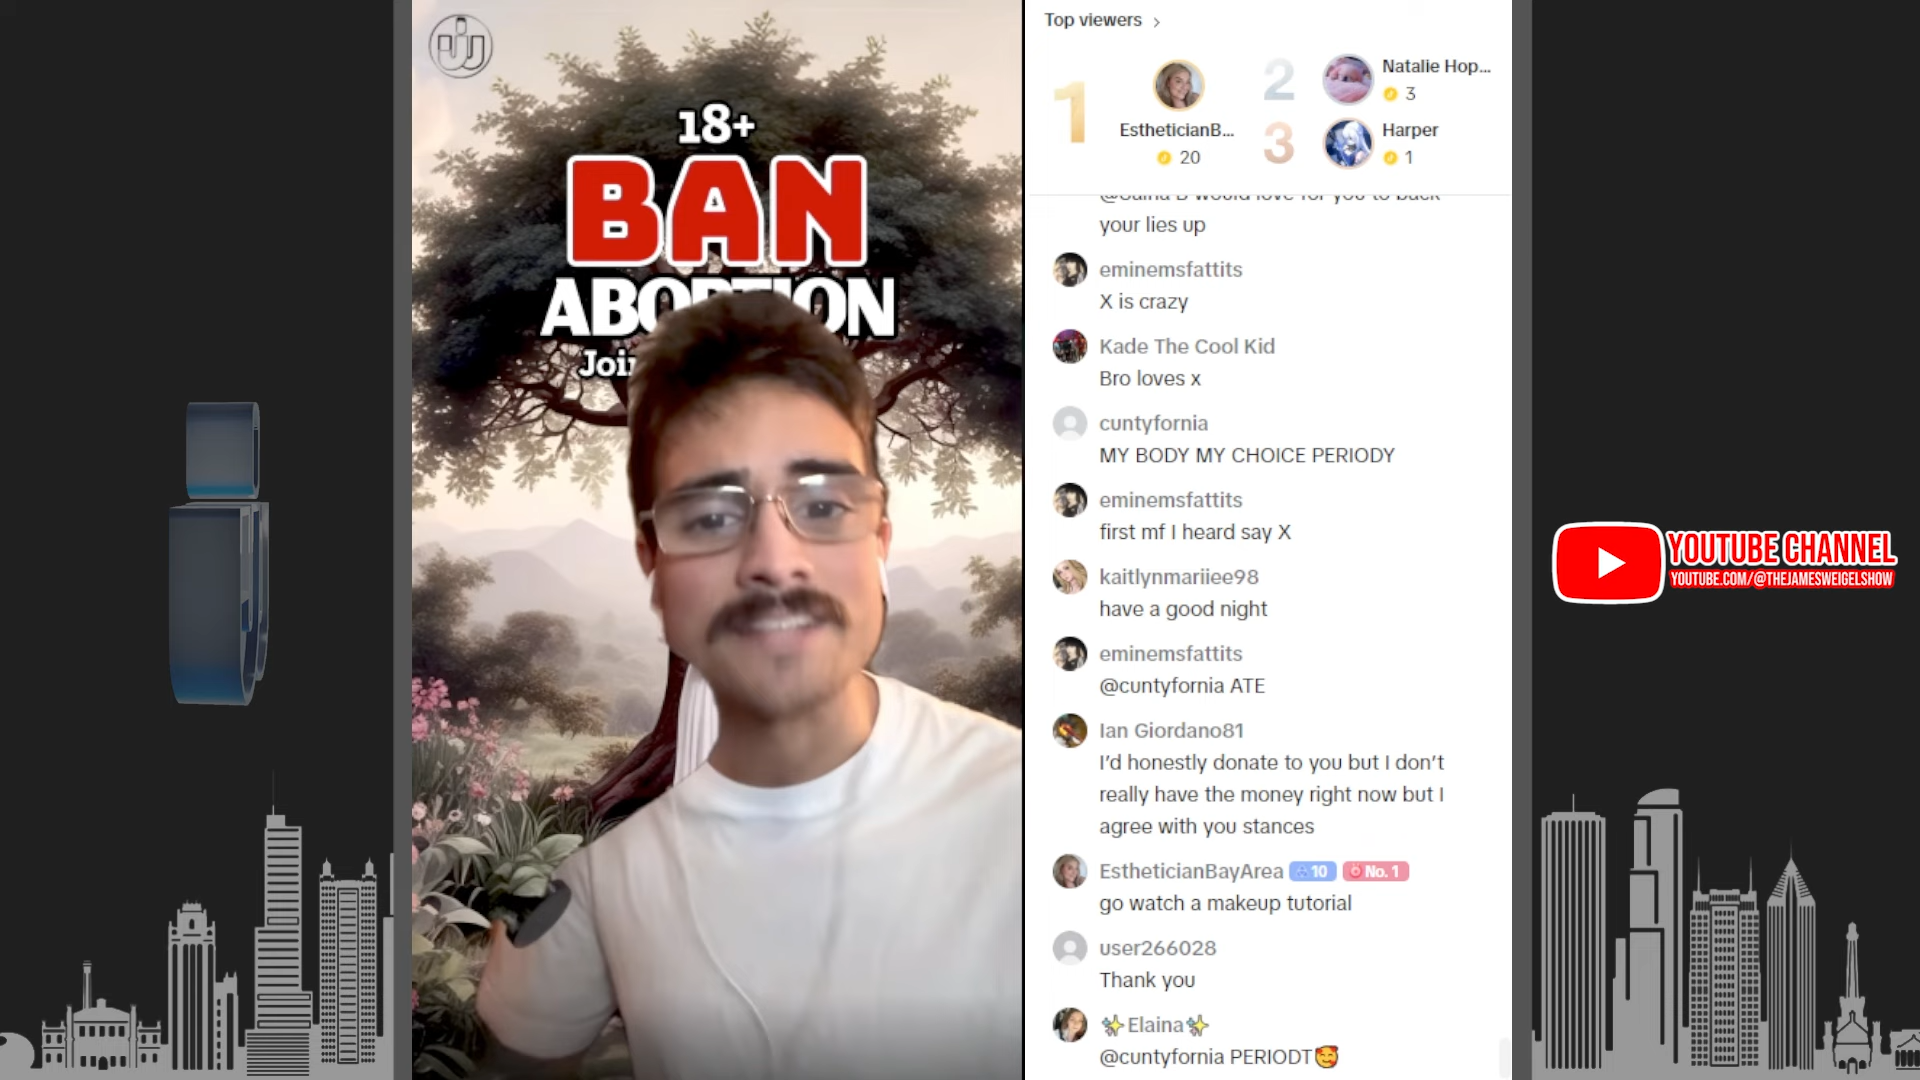 18+
BAN
ABORTION
Join
Top viewers
1
EstheticianB...
20
2
Natalie Hop...
3
3
Harper
1
your lies up
eminemsfattits
X is crazy
Kade The Cool Kid
Bro loves x
cuntyfornia
MY BODY MY CHOICE PERIODY
eminemsfattits
first mf I heard say X
kaitlynmariiee98
have a good night
eminemsfattits
@cuntyfornia ATE
Ian Giordano81
I'd honestly donate to you but I don't
really have the money right now but I
agree with you stances
EstheticianBayArea 10 No. 1
go watch a makeup tutorial
user266028
Thank you
✨Elaina✨
@cuntyfornia PERIODT🥰
YOUTUBE CHANNEL
YOUTUBE.COM/@THEJAMESWEIGELSHOW